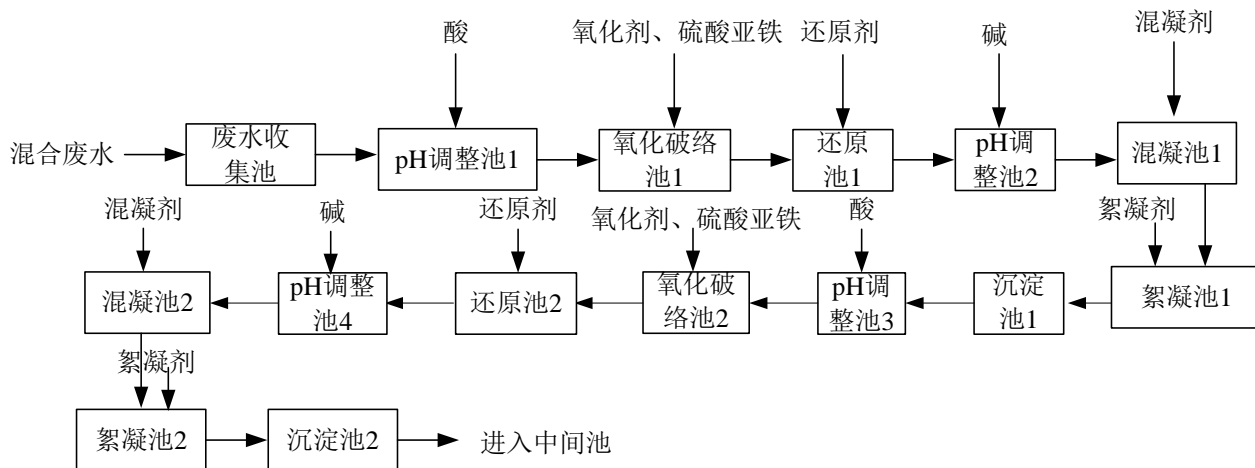 酸
氧化剂、硫酸亚铁
还原剂
碱
混凝剂
混合废水
废水收
集池
pH调整池1
氧化破络
池1
还原
池1
pH调
整池2
混凝池1
混凝剂
碱
还原剂
氧化剂、硫酸亚铁
酸
絮凝剂
混凝池2
pH调整
池4
还原池2
氧化破
络池2
pH调
整池3
沉淀
池1
絮凝池1
絮凝剂
絮凝池2
沉淀池2
进入中间池